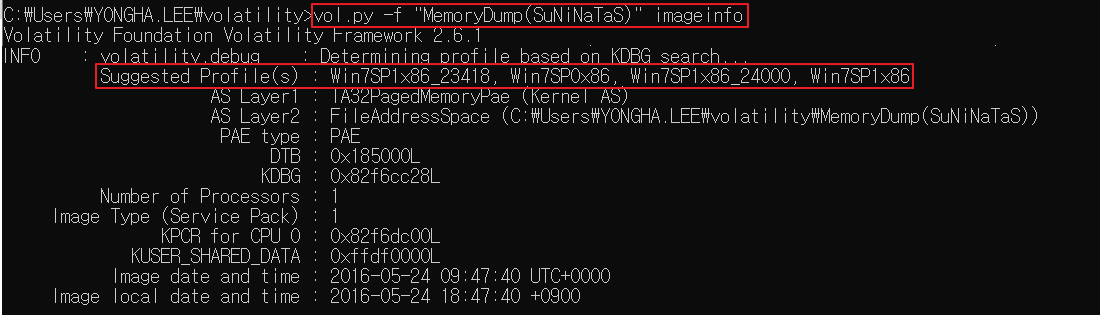 C:₩Users₩YONGHA.LEE₩volatility>vol.py -f "MemoryDump(SuNiNaTaS)" imageinfo
Volatility Foundation Volatility Framework 2.6.1
INFO    : volatility.debug    : Determining profile based on KDBG search...
Suggested Profile(s) : Win7SP1x86_23418, Win7SP0x86, Win7SP1x86_24000, Win7SP1x86
AS Layer1 : IA32PagedMemoryPae (Kernel AS)
AS Layer2 : FileAddressSpace (C:₩Users₩YONGHA.LEE₩volatility₩MemoryDump(SuNiNaTaS))
PAE type : PAE
DTB : 0x185000L
KDBG : 0x82f6cc28L
Number of Processors : 1
Image Type (Service Pack) : 1
KPCR for CPU 0 : 0x82f6dc00L
KUSER_SHARED_DATA : 0xffdf0000L
Image date and time : 2016-05-24 09:47:40 UTC+0000
Image local date and time : 2016-05-24 18:47:40 +0900